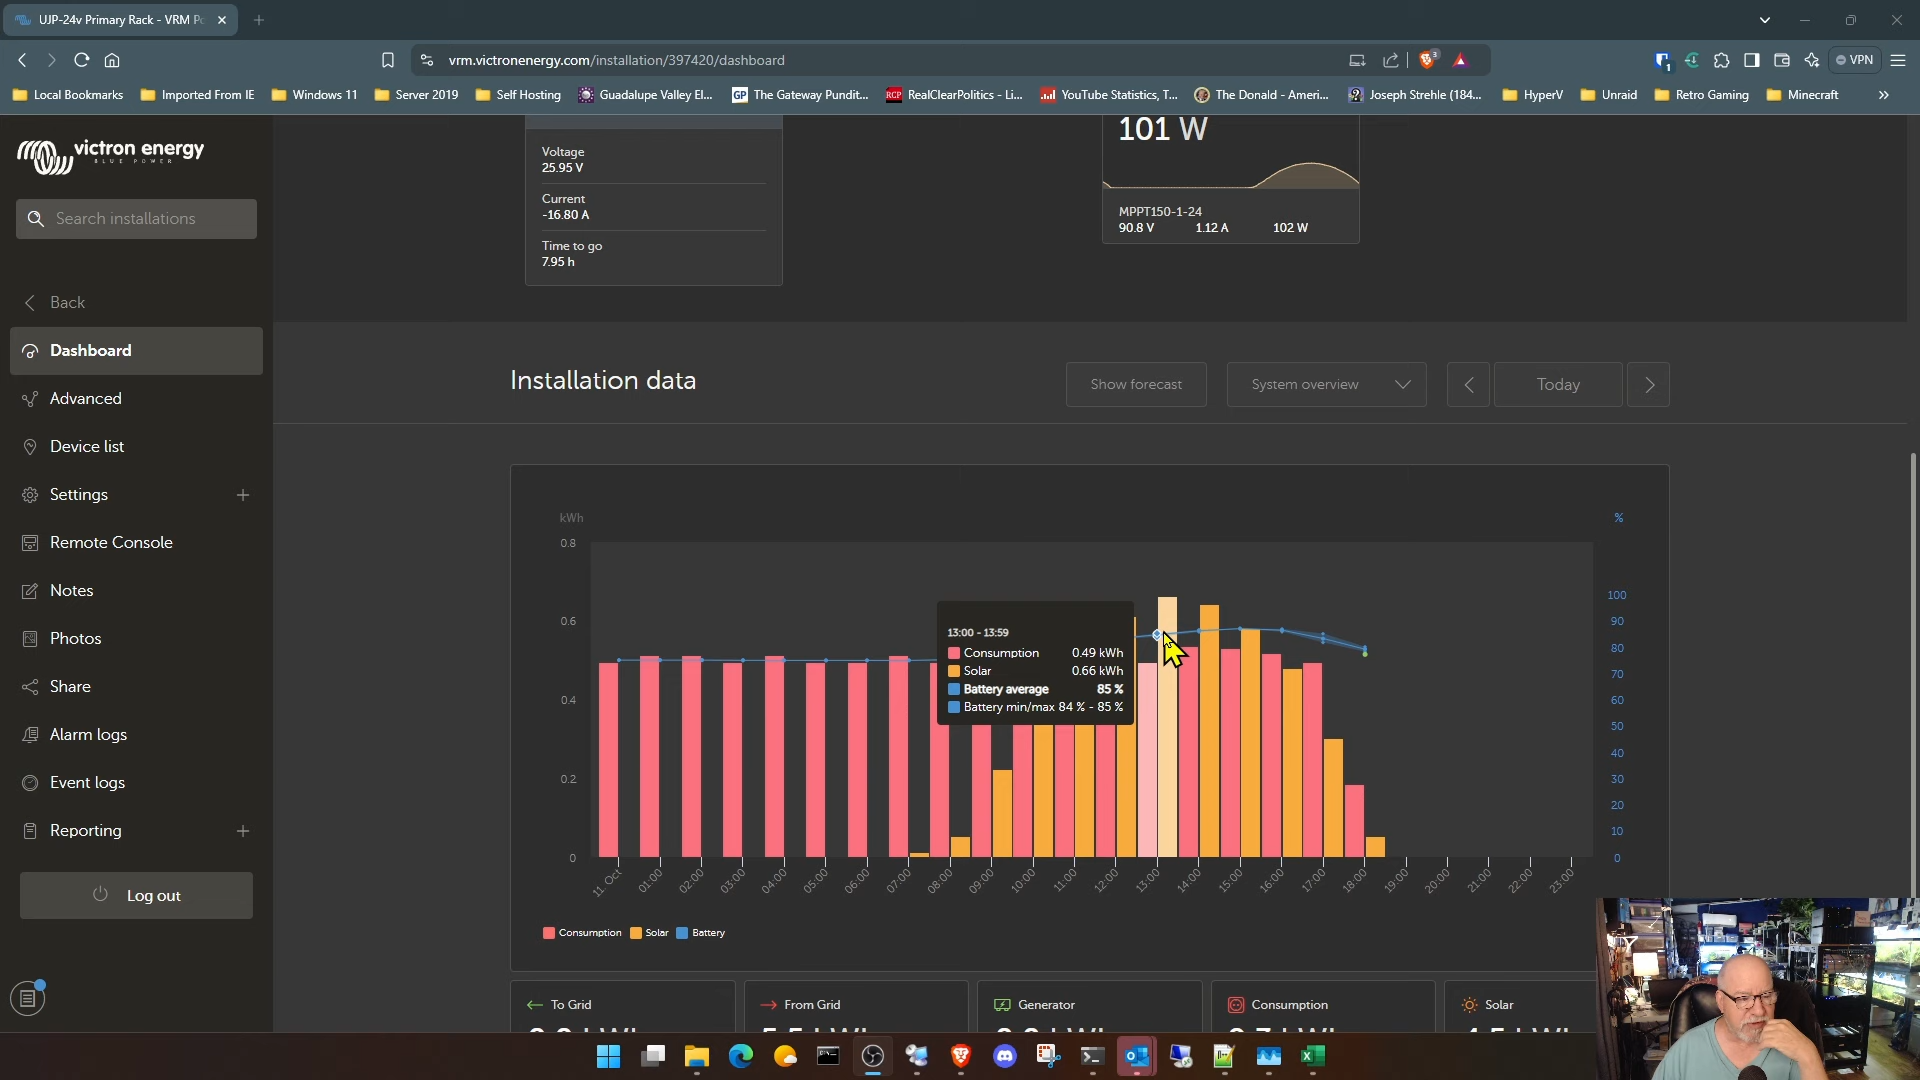 UJP-24v Primary Rack - VRM Po
vrm.victronenergy.com/installation/397420/dashboard
VPN
Local Bookmarks
Imported From IE
Windows 11
Server 2019
Self Hosting
Guadalupe Valley El...
The Gateway Pundit...
RealClearPolitics - Li...
YouTube Statistics, T...
The Donald - Ameri...
Joseph Strehle (184...
HyperV
Unraid
Retro Gaming
Minecraft
victron energy
BLUE POWER
Search installations
Back
Dashboard
Advanced
Device list
Settings
Remote Console
Notes
Photos
Share
Alarm logs
Event logs
Reporting
Log out
Voltage
25.95 V
Current
-16.80 A
Time to go
7.95 h
101 W
MPPT150-1-24
90.8 V 1.12 A 102 W
Installation data
Show forecast
System overview
Today
kWh
%
0.8
0.6
0.4
0.2
0
100
90
80
70
60
50
40
30
20
10
0
13:00 - 13:59
Consumption 0.49 kWh
Solar 0.66 kWh
Battery average 85 %
Battery min/max 84 % - 85 %
11. Oct 01:00 02:00 03:00 04:00 05:00 06:00 07:00 08:00 09:00 10:00 11:00 12:00 13:00 14:00 15:00 16:00 17:00 18:00 19:00 20:00 21:00 22:00 23:00
Consumption Solar Battery
To Grid
From Grid
Generator
Consumption
Solar